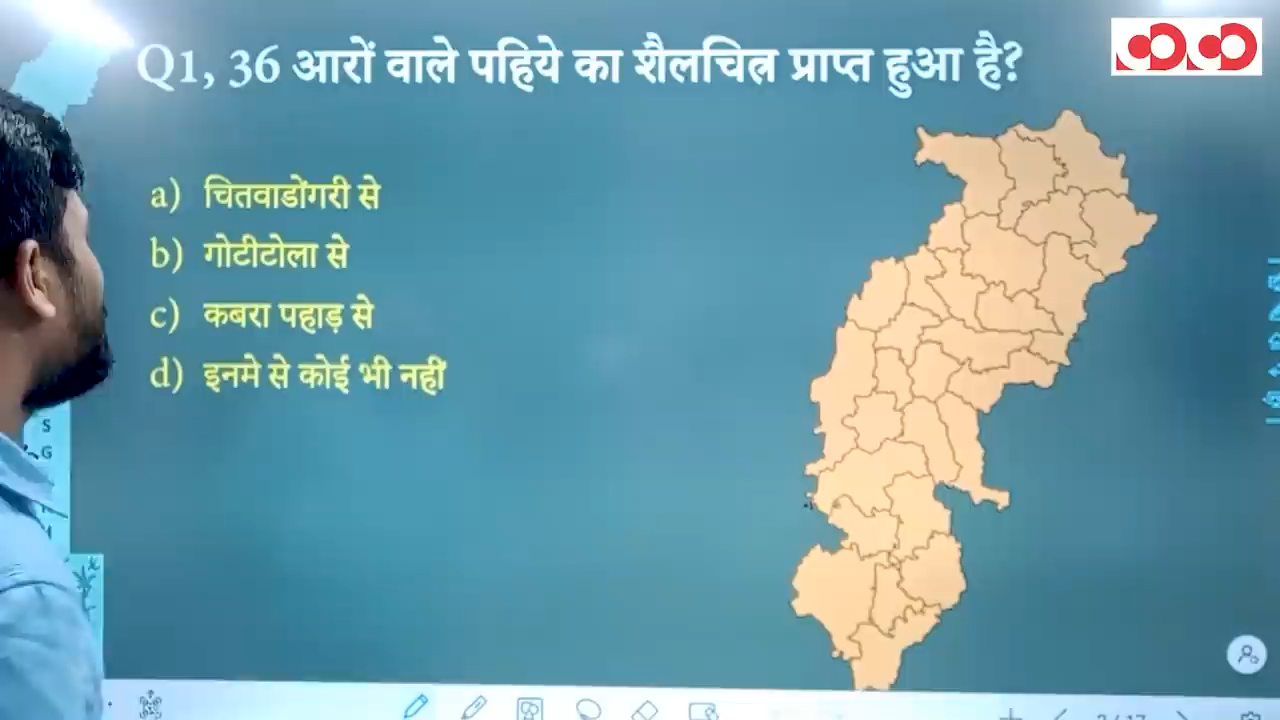 Q1, 36 आरों वाले पहिये का शैलचित्र प्राप्त हुआ है?
a) चितवाडोंगरी से
b) गोटीटोला से
c) कबरा पहाड़ से
d) इनमे से कोई भी नहीं
S
G